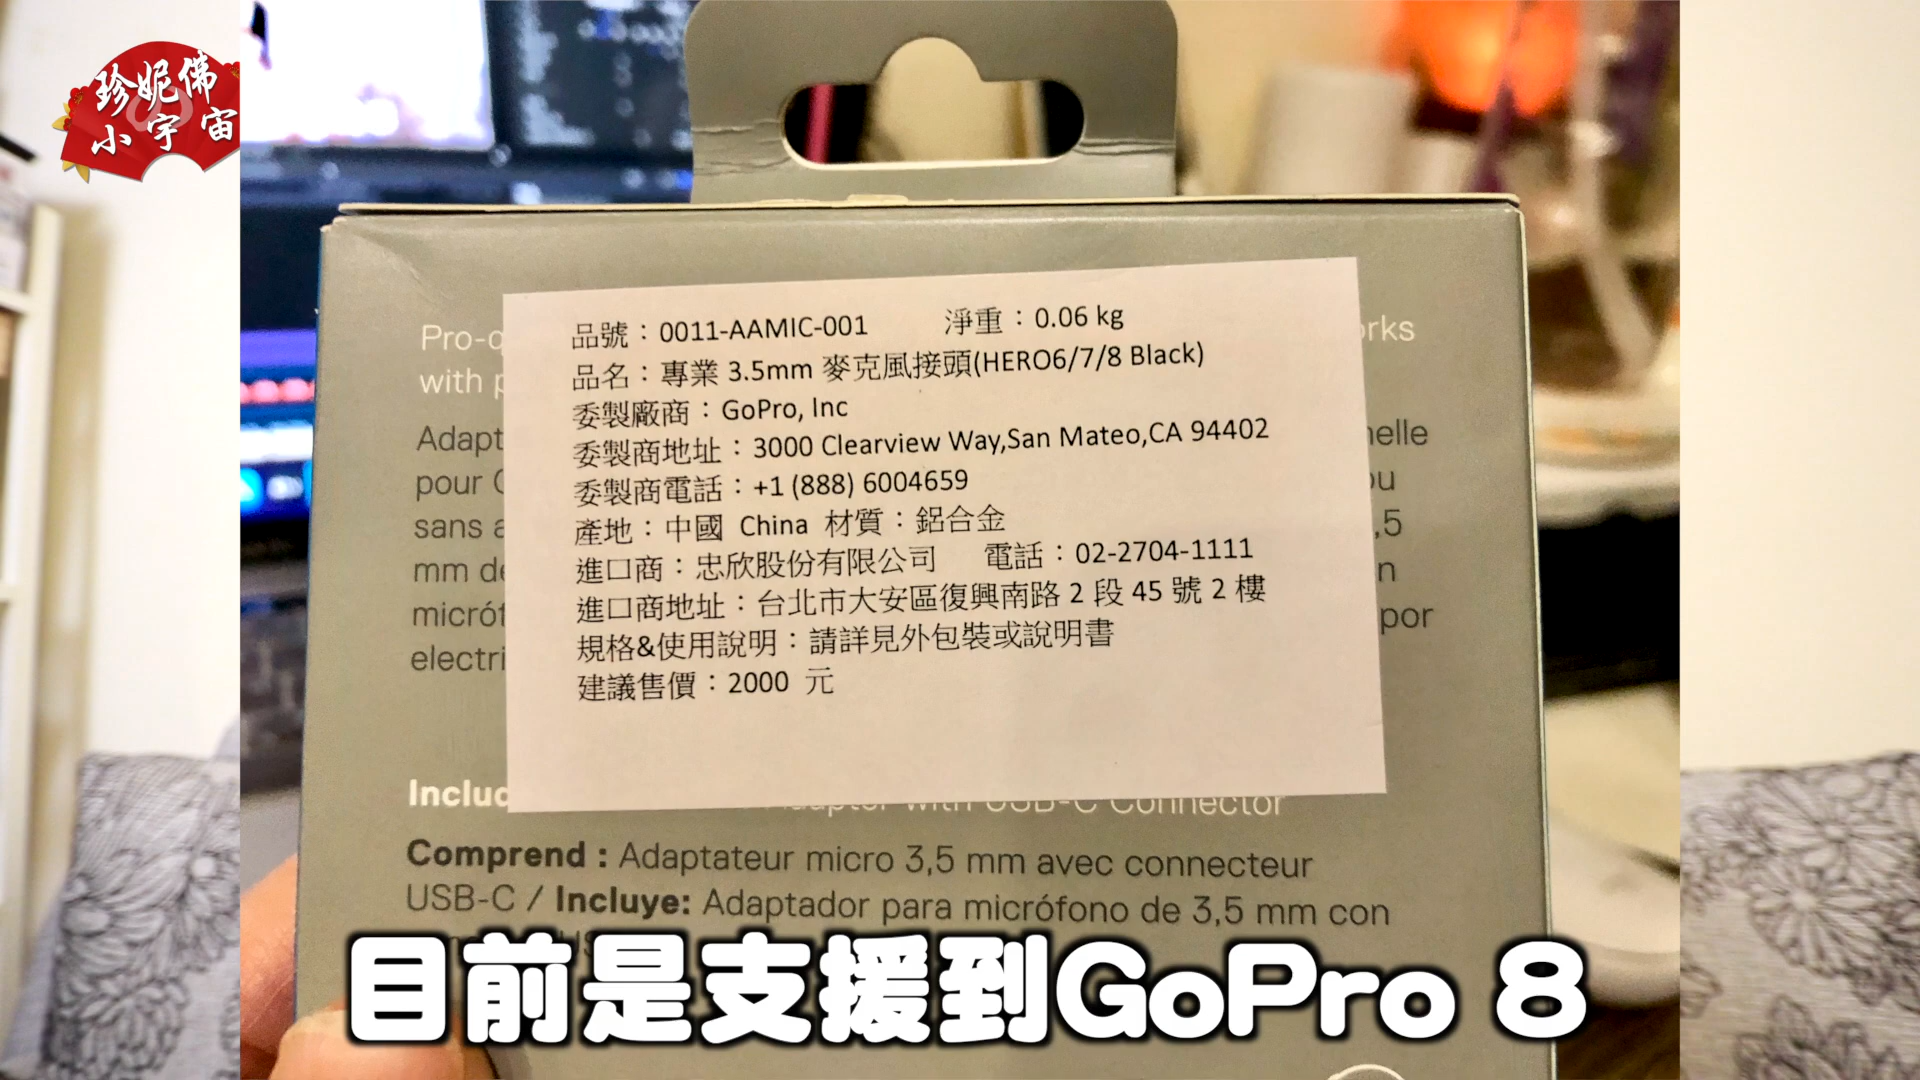 珍妮佛
小宇宙
品號：0011-AAMIC-001 淨重：0.06 kg
品名：專業 3.5mm 麥克風接頭(HERO6/7/8 Black)
委製廠商：GoPro, Inc
委製商地址：3000 Clearview Way,San Mateo,CA 94402
委製商電話：+1 (888) 6004659
產地：中國 China 材質：鋁合金
進口商：忠欣股份有限公司 電話：02-2704-1111
進口商地址：台北市大安區復興南路 2 段 45 號 2 樓
規格&使用說明：請詳見外包裝或說明書
建議售價：2000 元
with
pour
sans
mm
por
with USB-C Connector
Comprend : Adaptateur micro 3,5 mm avec connecteur
USB-C / Incluye: Adaptador para micrófono de 3,5 mm con
目前是支援到GoPro 8